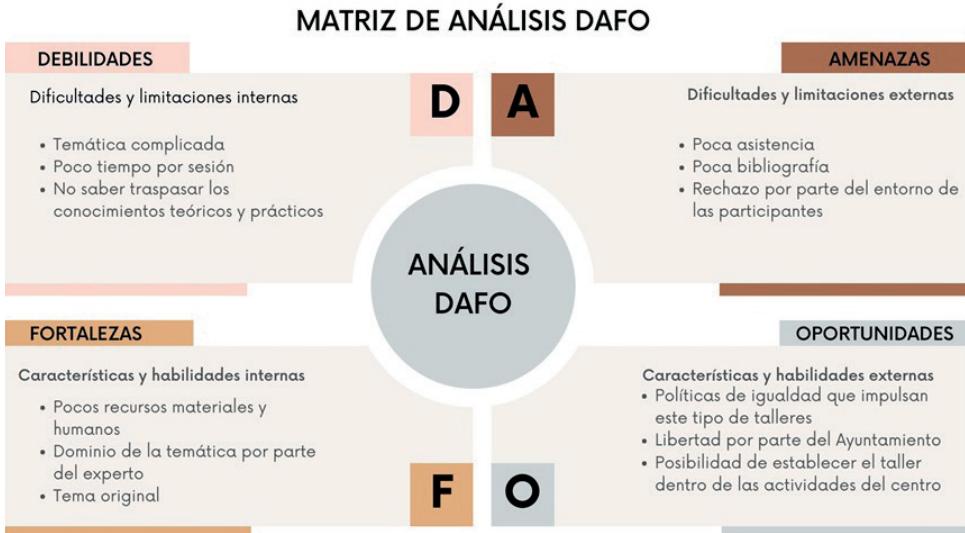 MATRIZ DE ANÁLISIS DAFO
DEBILIDADES
Dificultades y limitaciones internas
• Temática complicada
• Poco tiempo por sesión
• No saber traspasar los
conocimientos teóricos y prácticos
D
A
AMENAZAS
Dificultades y limitaciones externas
• Poca asistencia
• Poca bibliografía
• Rechazo por parte del entorno de
las participantes
ANÁLISIS
DAFO
FORTALEZAS
Características y habilidades internas
• Pocos recursos materiales y
humanos
• Dominio de la temática por parte
del experto
• Tema original
F
O
OPORTUNIDADES
Características y habilidades externas
• Políticas de igualdad que impulsan
este tipo de talleres
• Libertad por parte del Ayuntamiento
• Posibilidad de establecer el taller
dentro de las actividades del centro